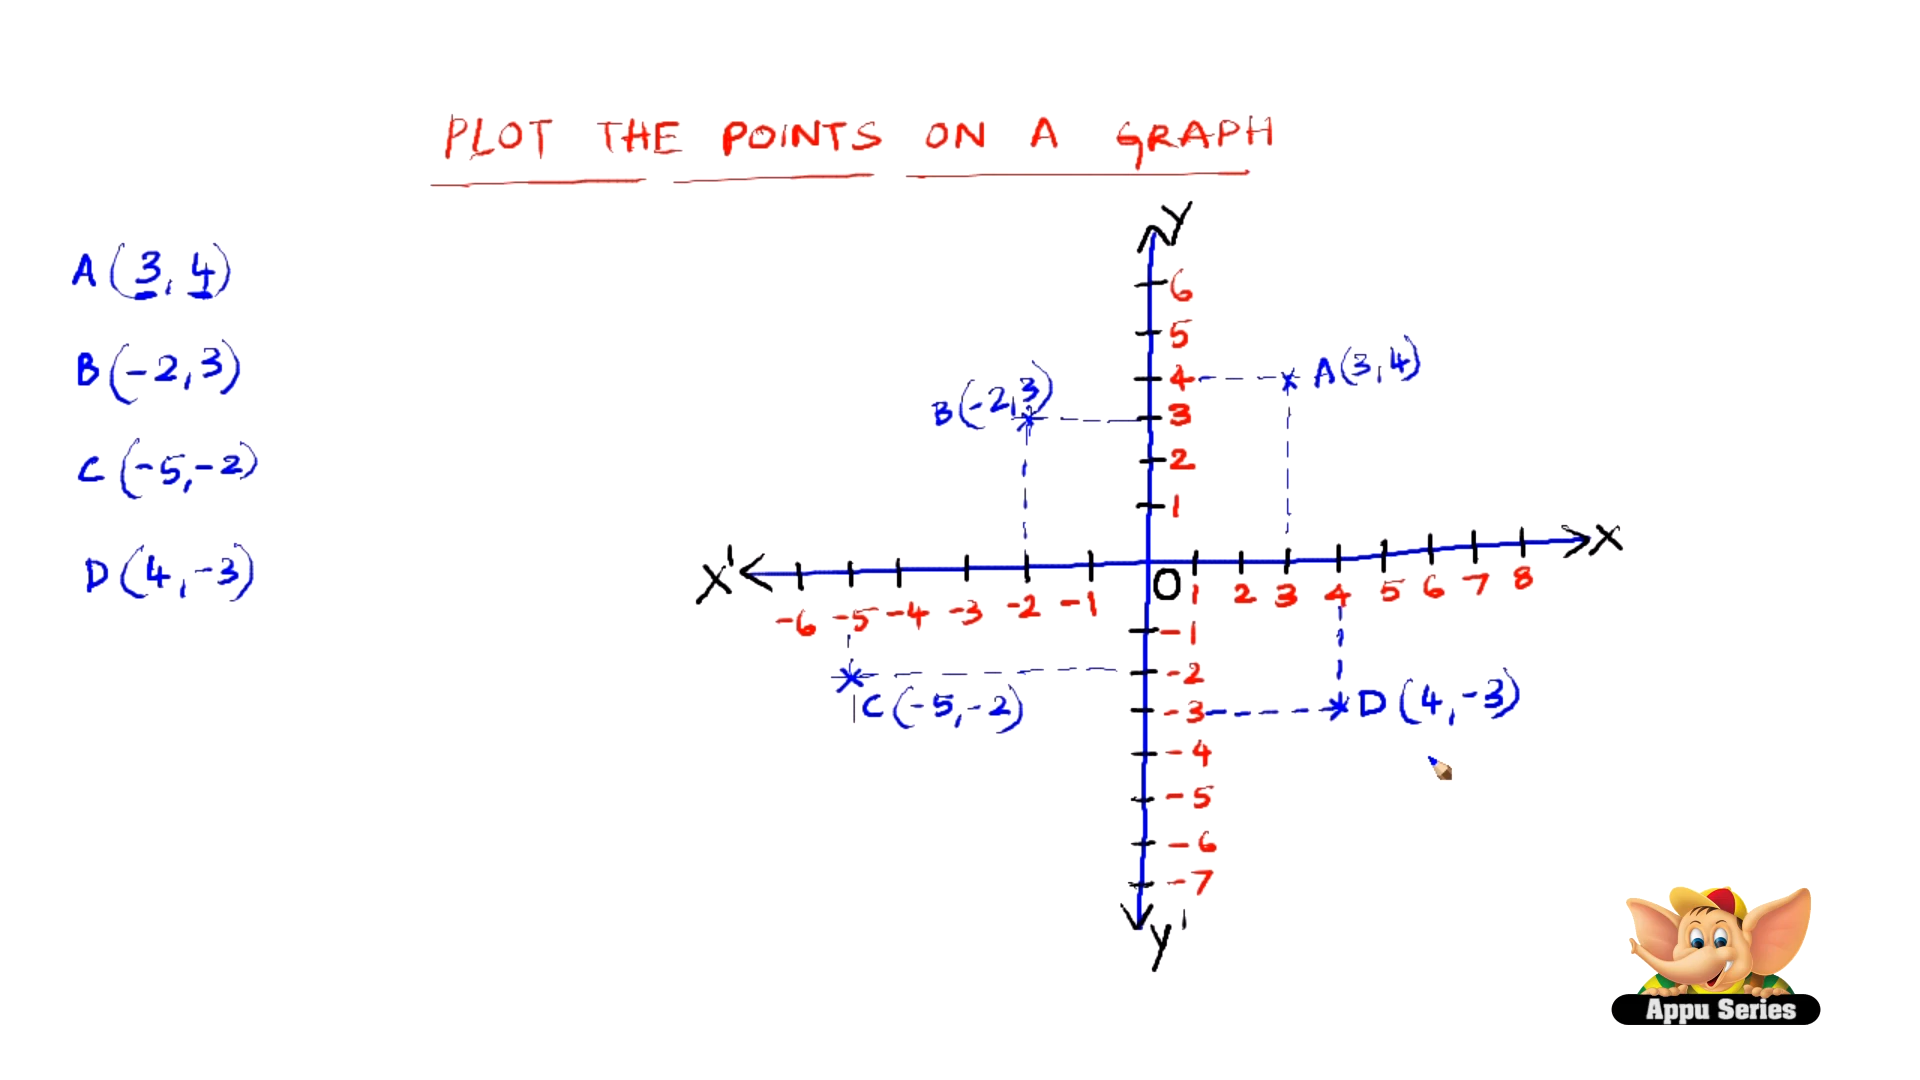 PLOT THE POINTS ON A GRAPH
A(3,4)
B(-2,3)
C(-5,-2)
D(4,-3)
Y
6
5
4
A(3,4)
B(-2,3)
3
2
1
X'
X
0
-6 -5 -4 -3 -2 -1
1 2 3 4 5 6 7 8
-1
-2
C(-5,-2)
-3
D(4,-3)
-4
-5
-6
-7
Y'
Appu Series